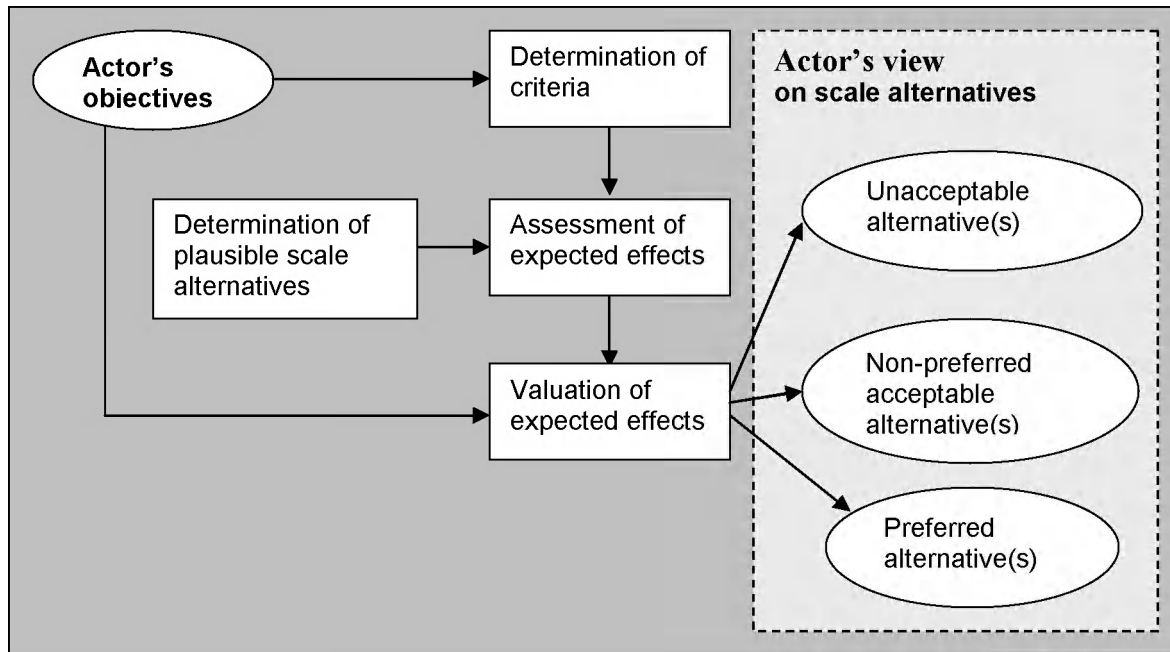 Actor's
objectives
Determination of
criteria
Actor's view
on scale alternatives
Unacceptable
alternative(s)
Determination of
plausible scale
alternatives
Assessment of
expected effects
Valuation of
expected effects
Non-preferred
acceptable
alternative(s)
Preferred
alternative(s)